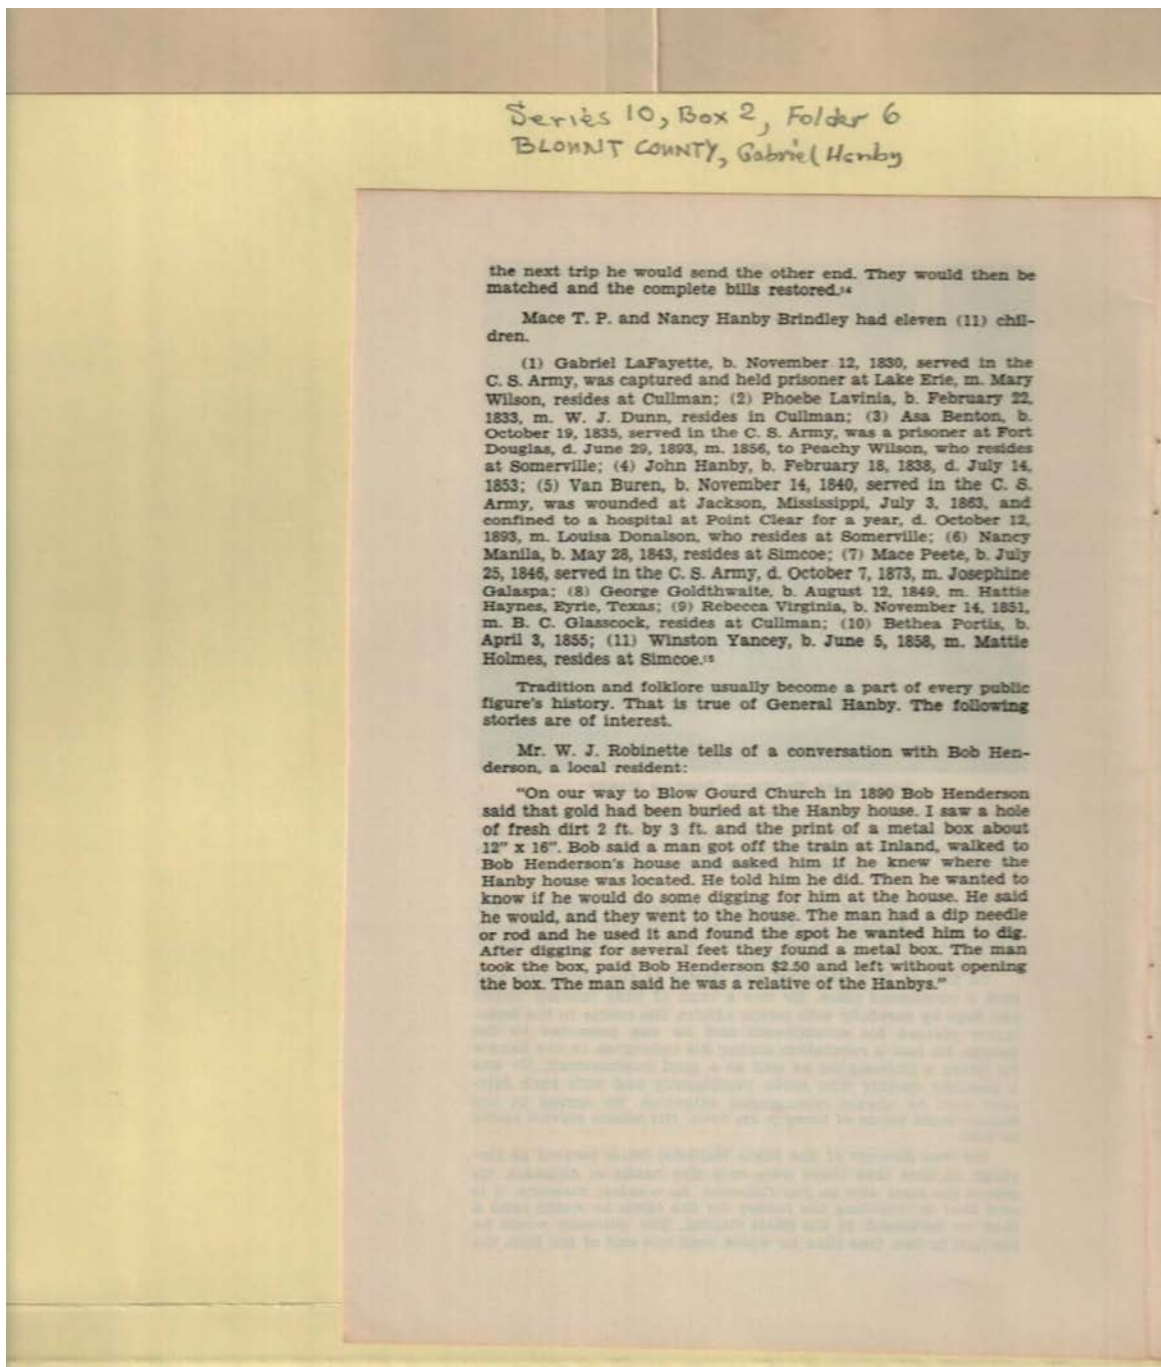 Series 10, Box 2, Folder 6
BLOUNT COUNTY, Gabriel Hanby
the next trip he would send the other end. They would then be
matched and the complete bills restored.14
Mace T. P. and Nancy Hanby Brindley had eleven (11) chil-
dren.
(1) Gabriel LaFayette, b. November 12, 1830, served in the
C. S. Army, was captured and held prisoner at Lake Erie, m. Mary
Wilson, resides at Cullman; (2) Phoebe Lavinia, b. February 22,
1833, m. W. J. Dunn, resides in Cullman; (3) Asa Benton, b.
October 19, 1835, served in the C. S. Army, was a prisoner at Fort
Douglas, d. June 29, 1893, m. 1856, to Peachy Wilson, who resides
at Somerville; (4) John Hanby, b. February 18, 1838, d. July 14,
1853; (5) Van Buren, b. November 14, 1840, served in the C. S.
Army, was wounded at Jackson, Mississippi, July 3, 1863, and
confined to a hospital at Point Clear for a year, d. October 12,
1893, m. Louisa Donalson, who resides at Somerville; (6) Nancy
Manila, b. May 28, 1843, resides at Simcoe; (7) Mace Peete, b. July
25, 1846, served in the C. S. Army, d. October 7, 1873, m. Josephine
Galaspa; (8) George Goldthwaite, b. August 12, 1849, m. Hattie
Haynes, Eyrie, Texas; (9) Rebecca Virginia, b. November 14, 1851,
m. B. C. Glasscock, resides at Cullman; (10) Bethea Portis, b.
April 3, 1855; (11) Winston Yancey, b. June 5, 1858, m. Mattie
Holmes, resides at Simcoe.15
Tradition and folklore usually become a part of every public
figure's history. That is true of General Hanby. The following
stories are of interest.
Mr. W. J. Robinette tells of a conversation with Bob Hen-
derson, a local resident:
"On our way to Blow Gourd Church in 1890 Bob Henderson
said that gold had been buried at the Hanby house. I saw a hole
of fresh dirt 2 ft. by 3 ft. and the print of a metal box about
12" x 16". Bob said a man got off the train at Inland, walked to
Bob Henderson's house and asked him if he knew where the
Hanby house was located. He told him he did. Then he wanted to
know if he would do some digging for him at the house. He said
he would, and they went to the house. The man had a dip needle
or rod and he used it and found the spot he wanted him to dig.
After digging for several feet they found a metal box. The man
took the box, paid Bob Henderson $2.50 and left without opening
the box. The man said he was a relative of the Hanbys."